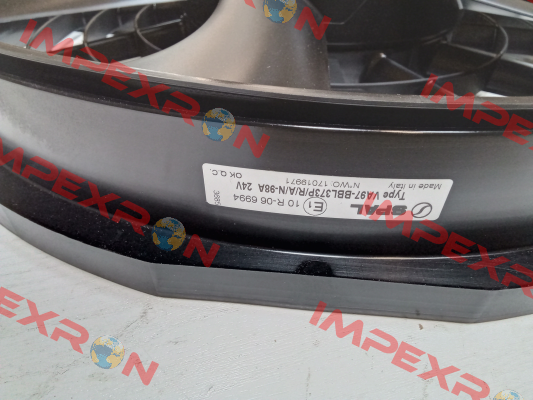 IMPEXRON
IMPEXRON
SPAL
Type VA97-BBL373P/R/A/N-98A 24V
Made in Italy
N°WO. 17019971
OK Q.C.
E1
10 R-06 6994
IMPEXRON
IMPEXRON
IMPEXRON
IMPEXRON